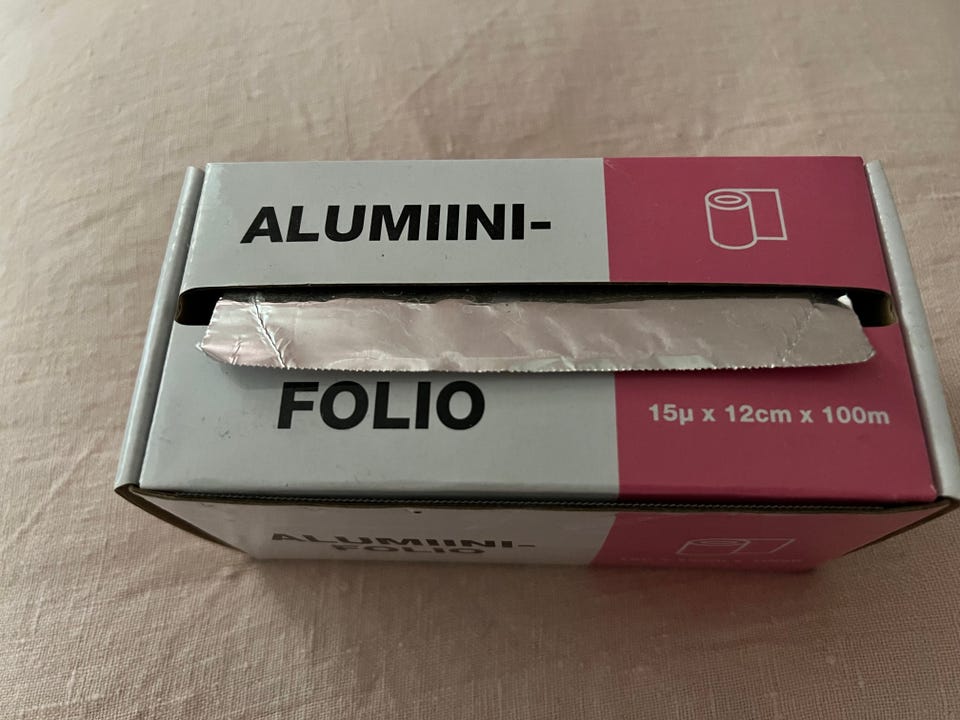 ALUMIINI-
FOLIO
15µ x 12cm x 100m
ALUMIINI-
FOLIO